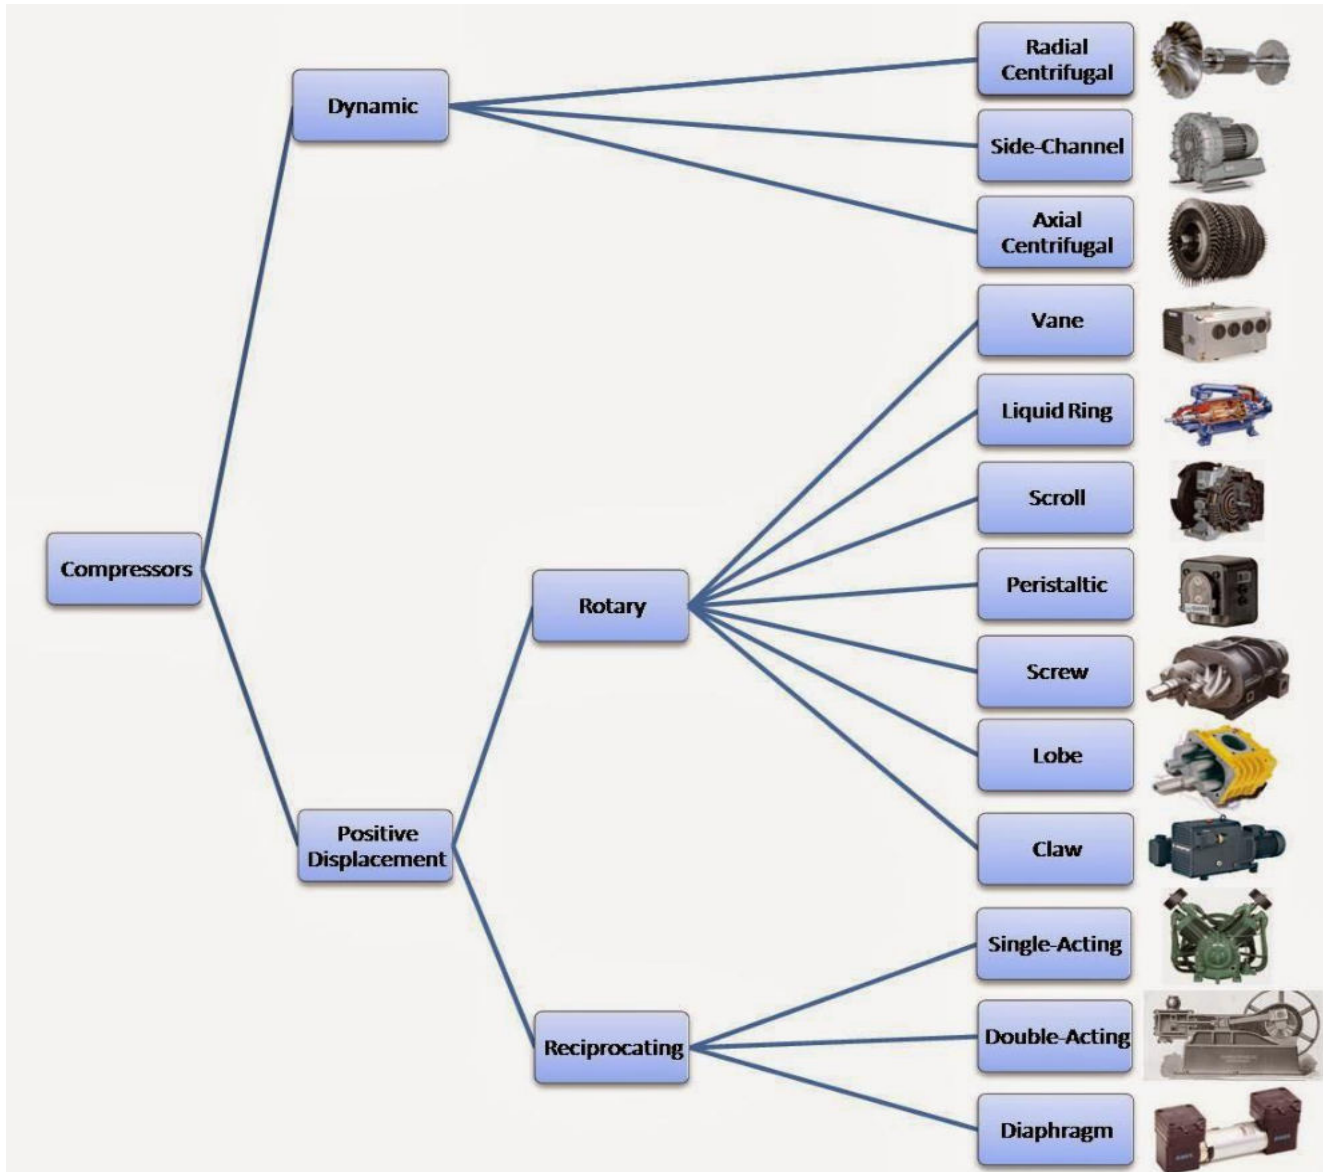 Radial
Centrifugal
Dynamic
Side-Channel
Axial
Centrifugal
Vane
Liquid Ring
Scroll
Compressors
Rotary
Peristaltic
Screw
Lobe
Positive
Displacement
Claw
Single-Acting
Reciprocating
Double-Acting
Diaphragm